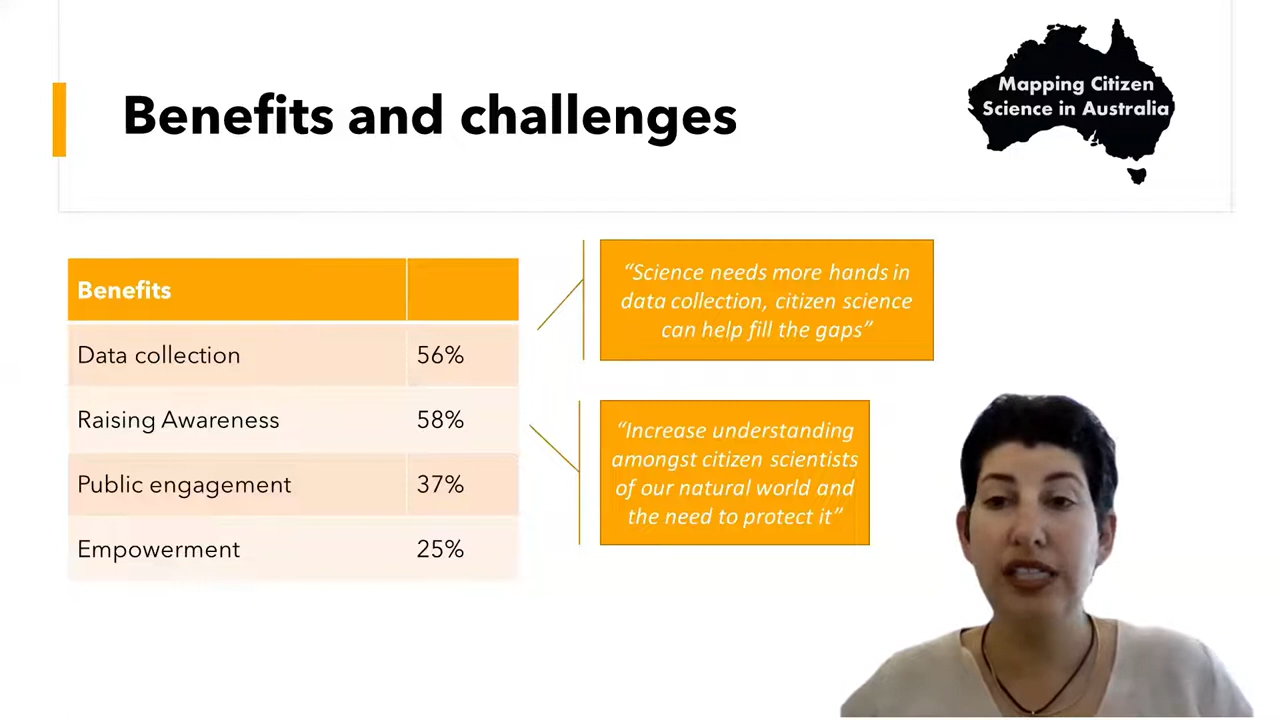 Benefits and challenges
Mapping Citizen
Science in Australia
Benefits
Data collection 56%
Raising Awareness 58%
Public engagement 37%
Empowerment 25%
“Science needs more hands in
data collection, citizen science
can help fill the gaps”
“Increase understanding
amongst citizen scientists
of our natural world and
the need to protect it”